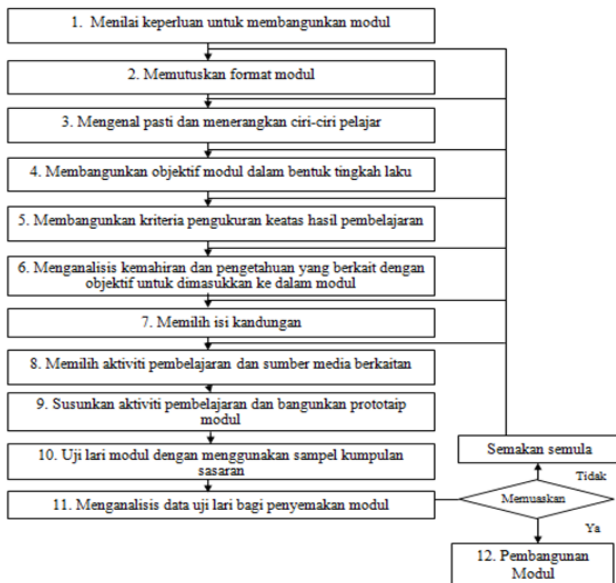 1. Menilai keperluan untuk membangunkan modul
2. Memutuskan format modul
3. Mengenal pasti dan menerangkan ciri-ciri pelajar
4. Membangunkan objektif modul dalam bentuk tingkah laku
5. Membangunkan kriteria pengukuran keatas hasil pembelajaran
6. Menganalisis kemahiran dan pengetahuan yang berkait dengan
objektif untuk dimasukkan ke dalam modul
7. Memilih isi kandungan
8. Memilih aktiviti pembelajaran dan sumber media berkaitan
9. Susunkan aktiviti pembelajaran dan bangunkan prototaip
modul
10. Uji lari modul dengan menggunakan sampel kumpulan
sasaran
11. Menganalisis data uji lari bagi penyemakan modul
Semakan semula
Tidak
Memuaskan
Ya
12. Pembangunan
Modul